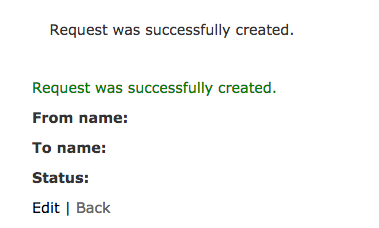 Request was successfully created.
Request was successfully created.
From name:
To name:
Status:
Edit | Back